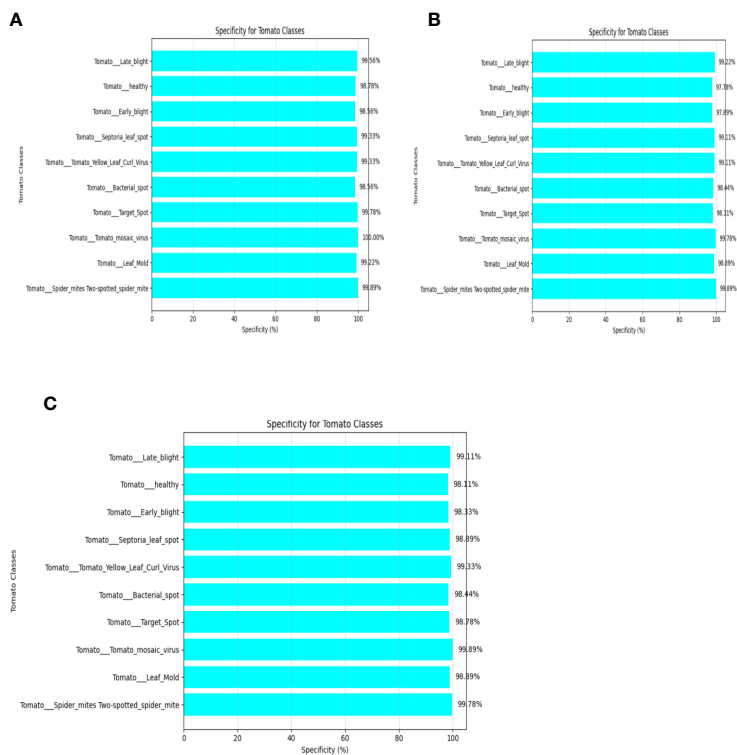 A
Specificity for Tomato Classes
Tomato Classes
Tomato___Late_blight 99.56%
Tomato___healthy 98.78%
Tomato___Early_blight 98.56%
Tomato___Septoria_leaf_spot 99.33%
Tomato___Tomato_Yellow_Leaf_Curl_Virus 99.33%
Tomato___Bacterial_spot 98.56%
Tomato___Target_Spot 99.78%
Tomato___Tomato_mosaic_virus 100.00%
Tomato___Leaf_Mold 99.22%
Tomato___Spider_mites Two-spotted_spider_mite 99.89%
0 20 40 60 80 100
Specificity (%)
B
Specificity for Tomato Classes
Tomato Classes
Tomato___Late_blight 99.22%
Tomato___healthy 97.78%
Tomato___Early_blight 97.89%
Tomato___Septoria_leaf_spot 99.11%
Tomato___Tomato_Yellow_Leaf_Curl_Virus 99.11%
Tomato___Bacterial_spot 98.44%
Tomato___Target_Spot 98.11%
Tomato___Tomato_mosaic_virus 99.78%
Tomato___Leaf_Mold 98.89%
Tomato___Spider_mites Two-spotted_spider_mite 99.89%
0 20 40 60 80 100
Specificity (%)
C
Specificity for Tomato Classes
Tomato Classes
Tomato___Late_blight 99.11%
Tomato___healthy 98.11%
Tomato___Early_blight 98.33%
Tomato___Septoria_leaf_spot 98.89%
Tomato___Tomato_Yellow_Leaf_Curl_Virus 99.33%
Tomato___Bacterial_spot 98.44%
Tomato___Target_Spot 98.78%
Tomato___Tomato_mosaic_virus 99.89%
Tomato___Leaf_Mold 98.89%
Tomato___Spider_mites Two-spotted_spider_mite 99.78%
0 20 40 60 80 100
Specificity (%)